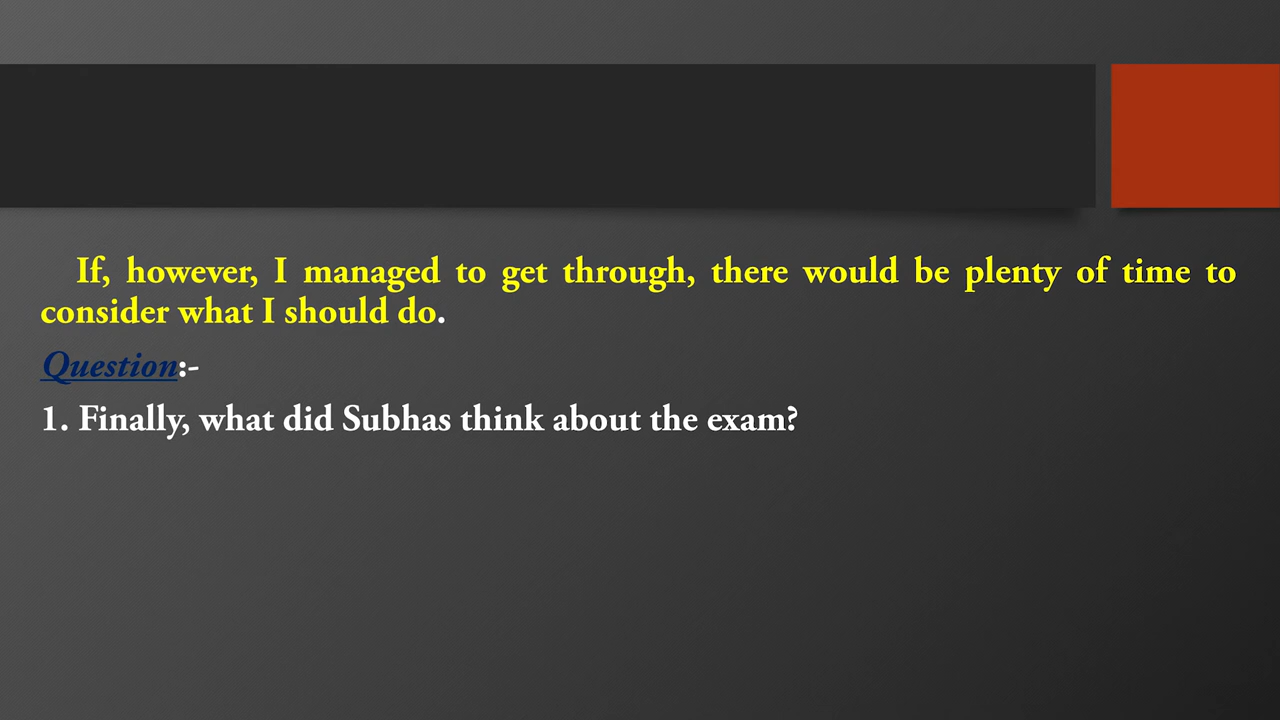 If, however, I managed to get through, there would be plenty of time to
consider what I should do.
Question:-
1. Finally, what did Subhas think about the exam?